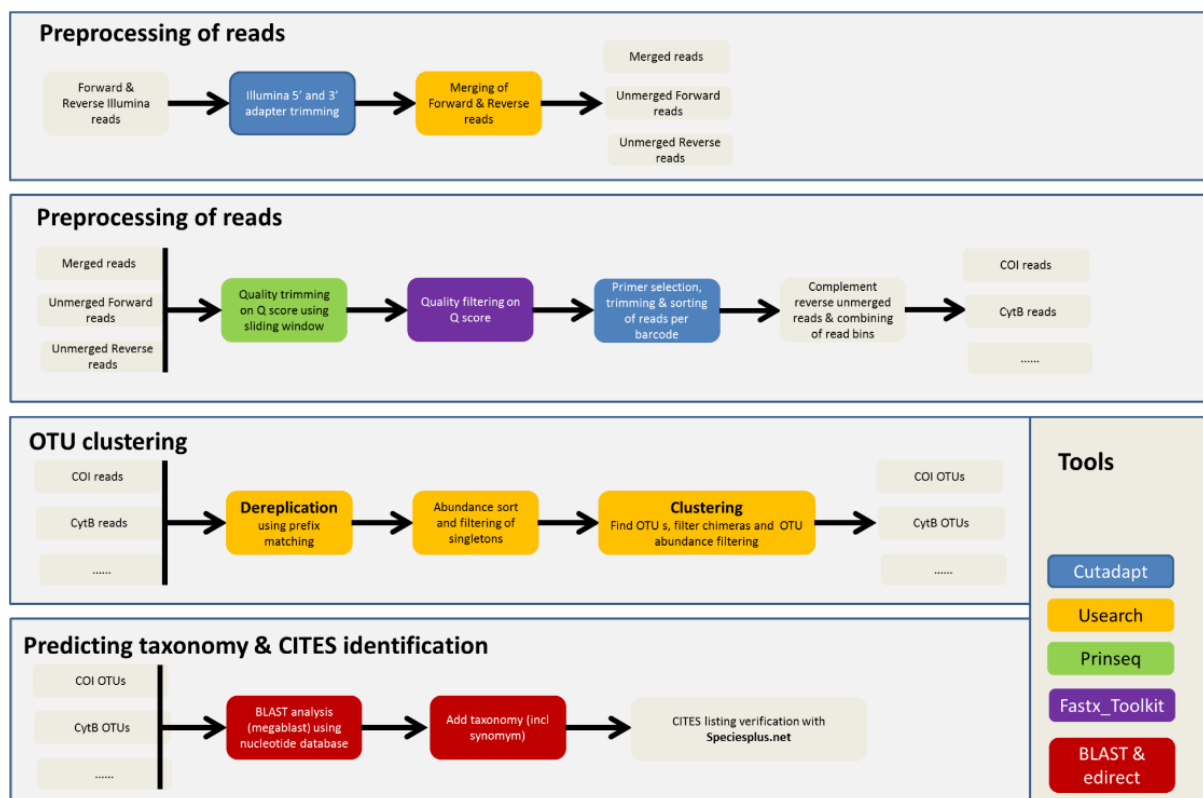 Preprocessing of reads
Forward &
Reverse Illumina
reads
Illumina 5' and 3'
adapter trimming
Merging of
Forward & Reverse
reads
Merged reads
Unmerged Forward
reads
Unmerged Reverse
reads
Preprocessing of reads
Merged reads
Unmerged Forward
reads
Unmerged Reverse
reads
Quality trimming
on Q score using
sliding window
Quality filtering on
Q score
Primer selection,
trimming & sorting
of reads per
barcode
Complement
reverse unmerged
reads & combining
of read bins
COI reads
CytB reads
......
OTU clustering
COI reads
CytB reads
......
Dereplication
using prefix
matching
Abundance sort
and filtering of
singletons
Clustering
Find OTU s, filter chimeras and OTU
abundance filtering
COI OTUs
CytB OTUs
......
Predicting taxonomy & CITES identification
COI OTUs
CytB OTUs
......
BLAST analysis
(megablast) using
nucleotide database
Add taxonomy (incl
synomym)
CITES listing verification with
Speciesplus.net
Tools
Cutadapt
Usearch
Prinseq
Fastx_Toolkit
BLAST &
edirect